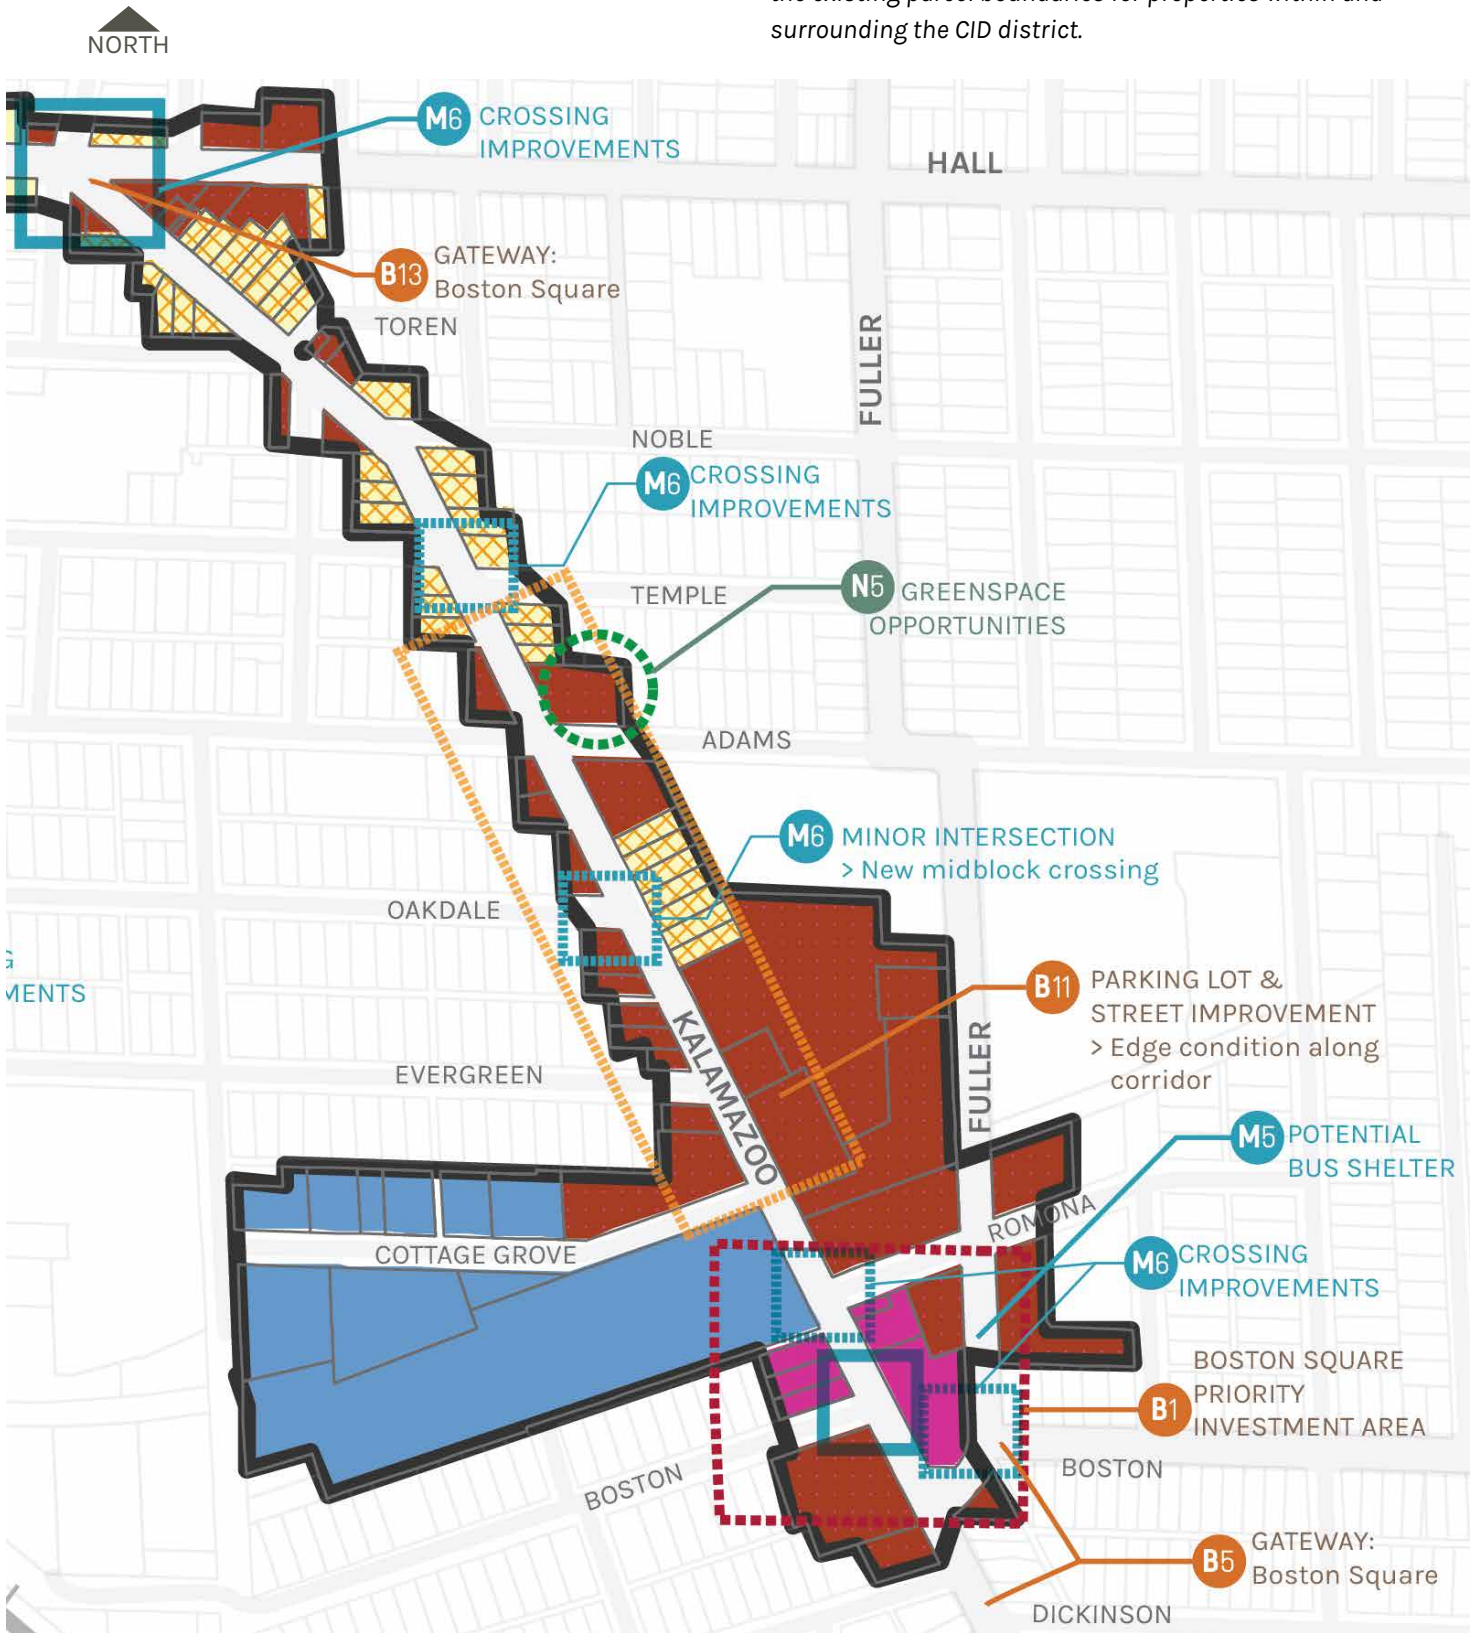 surrounding the CID district.
NORTH
M6 CROSSING
IMPROVEMENTS
HALL
B13 GATEWAY:
Boston Square
TOREN
FULLER
NOBLE
M6 CROSSING
IMPROVEMENTS
TEMPLE
N5 GREENSPACE
OPPORTUNITIES
ADAMS
M6 MINOR INTERSECTION
> New midblock crossing
OAKDALE
MENTS
B11 PARKING LOT &
STREET IMPROVEMENT
> Edge condition along
corridor
KALAMAZOO
FULLER
EVERGREEN
M5 POTENTIAL
BUS SHELTER
ROMONA
COTTAGE GROVE
M6 CROSSING
IMPROVEMENTS
BOSTON SQUARE
B1 PRIORITY
INVESTMENT AREA
BOSTON
BOSTON
B5 GATEWAY:
Boston Square
DICKINSON